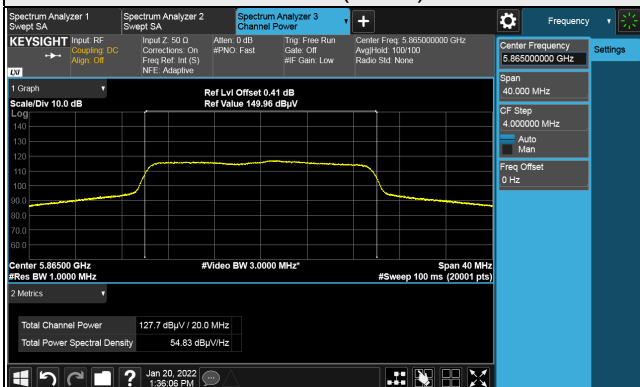 Spectrum Analyzer 1
Swept SA
Spectrum Analyzer 2
Swept SA
Spectrum Analyzer 3
Channel Power
Frequency
KEYSIGHT
Input: RF
Coupling: DC
Align: Off
Input Z: 50 Ω
Corrections: On
Freq Ref: Int (S)
NFE: Adaptive
Atten: 0 dB
#PNO: Fast
Trig: Free Run
Gate: Off
#IF Gain: Low
Center Freq: 5.865000000 GHz
Avg|Hold: 100/100
Radio Std: None
LXI
Center Frequency
5.865000000 GHz
Settings
Span
40.000 MHz
CF Step
4.000000 MHz
Auto
Man
Freq Offset
0 Hz
1 Graph
Scale/Div 10.0 dB
Ref Lvl Offset 0.41 dB
Ref Value 149.96 dBµV
Log
140
130
120
110
100
90.0
80.0
70.0
60.0
Center 5.86500 GHz
#Video BW 3.0000 MHz*
Span 40 MHz
#Res BW 1.0000 MHz
#Sweep 100 ms (20001 pts)
2 Metrics
Total Channel Power 127.7 dBµV / 20.0 MHz
Total Power Spectral Density 54.83 dBµV/Hz
Jan 20, 2022
1:36:06 PM